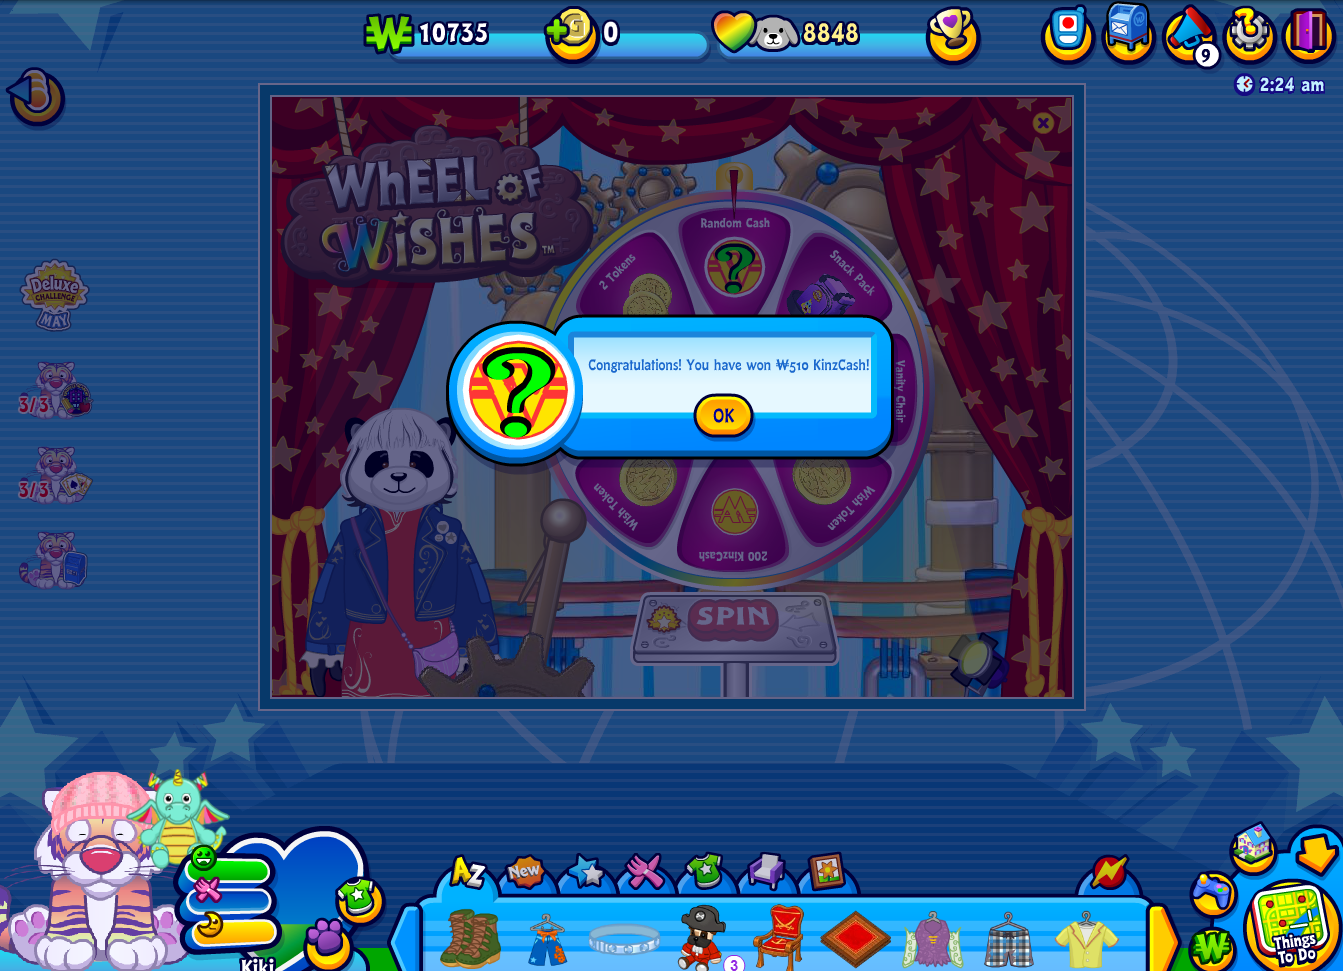 10735
0
8848
9
2:24 am
WHEEL OF
WISHES™
Random Cash
2 Tokens
Snack Pack
Deluxe
CHALLENGE
MAY
Congratulations! You have won ₩510 KinzCash!
Vanity Chair
3/3
OK
3/3
Wish Token
Wish Token
200 KinzCash
SPIN
AZ
New
Things
To Do
Kiki
3